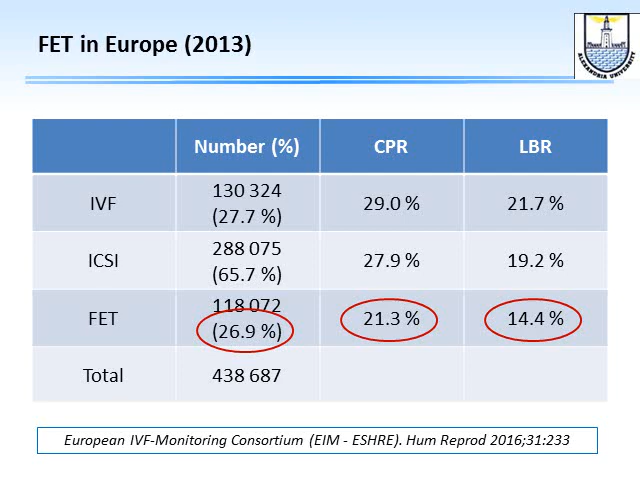 FET in Europe (2013)
ALEXANDRIA UNIVERSITY
Number (%) CPR LBR
IVF 130 324 (27.7 %) 29.0 % 21.7 %
ICSI 288 075 (65.7 %) 27.9 % 19.2 %
FET 118 072 (26.9 %) 21.3 % 14.4 %
Total 438 687
European IVF-Monitoring Consortium (EIM - ESHRE). Hum Reprod 2016;31:233